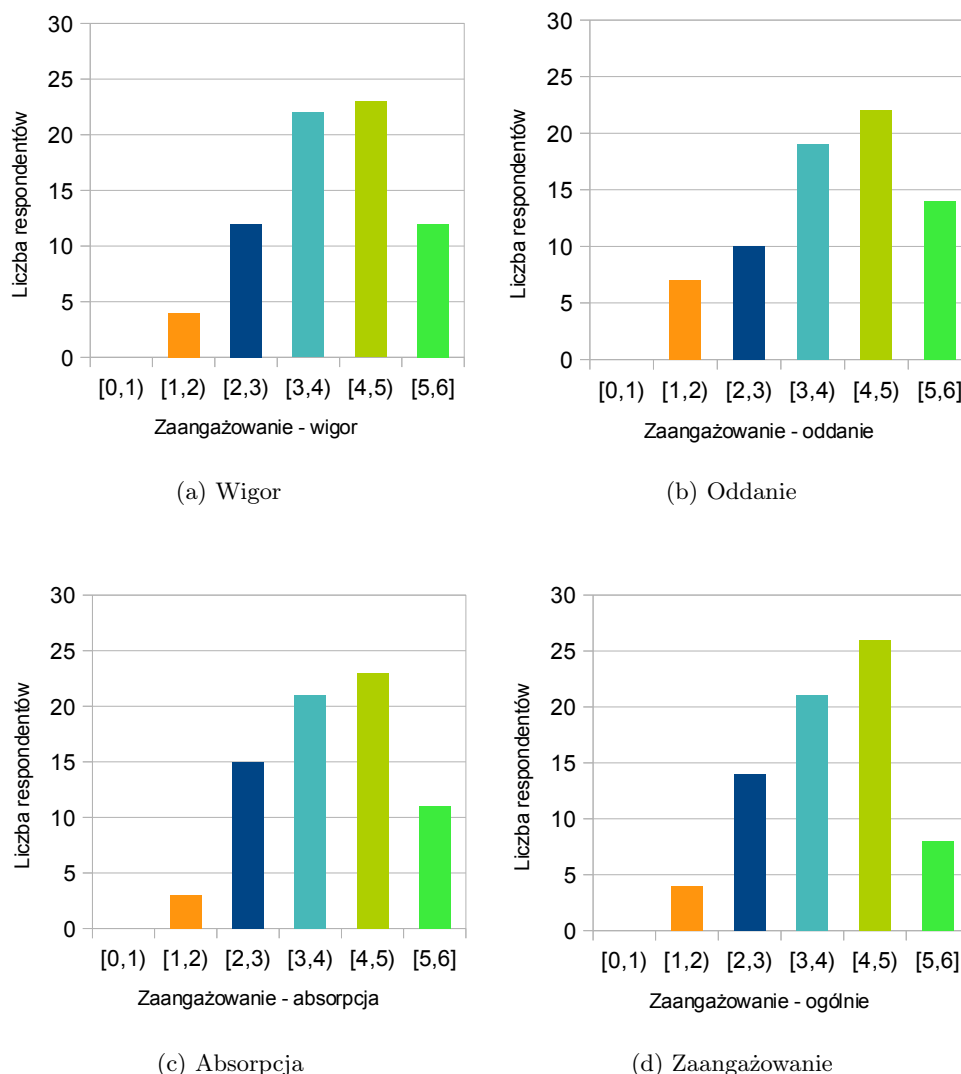 30
25
20
15
10
5
0
Liczba respondentów
[0,1) [1,2) [2,3) [3,4) [4,5) [5,6]
Zaangażowanie - wigor
(a) Wigor
30
25
20
15
10
5
0
Liczba respondentów
[0,1) [1,2) [2,3) [3,4) [4,5) [5,6]
Zaangażowanie - oddanie
(b) Oddanie
30
25
20
15
10
5
0
Liczba respondentów
[0,1) [1,2) [2,3) [3,4) [4,5) [5,6]
Zaangażowanie - absorpcja
(c) Absorpcja
30
25
20
15
10
5
0
Liczba respondentów
[0,1) [1,2) [2,3) [3,4) [4,5) [5,6]
Zaangażowanie - ogólnie
(d) Zaangażowanie